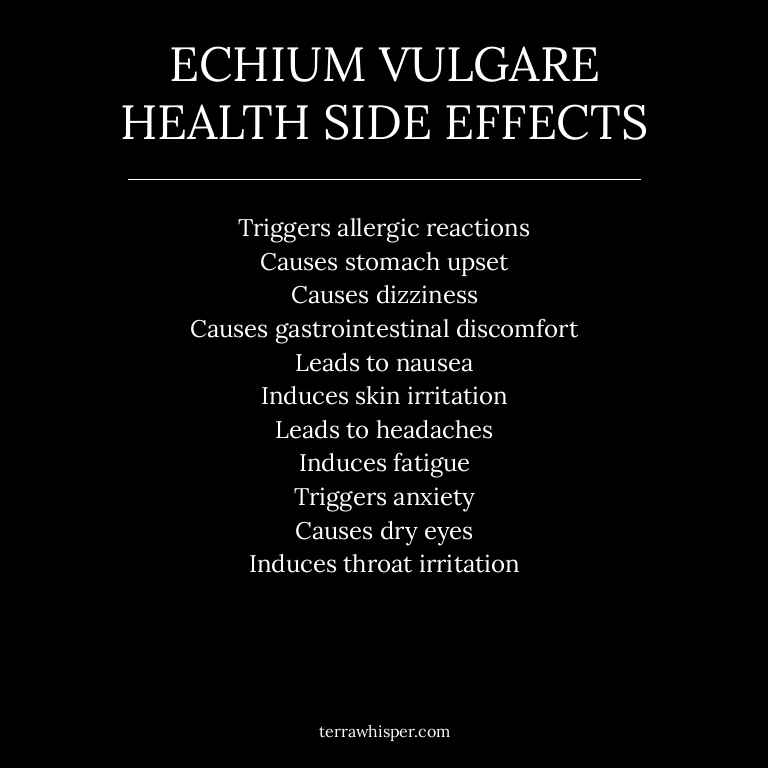 ECHIUM VULGARE
HEALTH SIDE EFFECTS
Triggers allergic reactions
Causes stomach upset
Causes dizziness
Causes gastrointestinal discomfort
Leads to nausea
Induces skin irritation
Leads to headaches
Induces fatigue
Triggers anxiety
Causes dry eyes
Induces throat irritation
terrawhisper.com